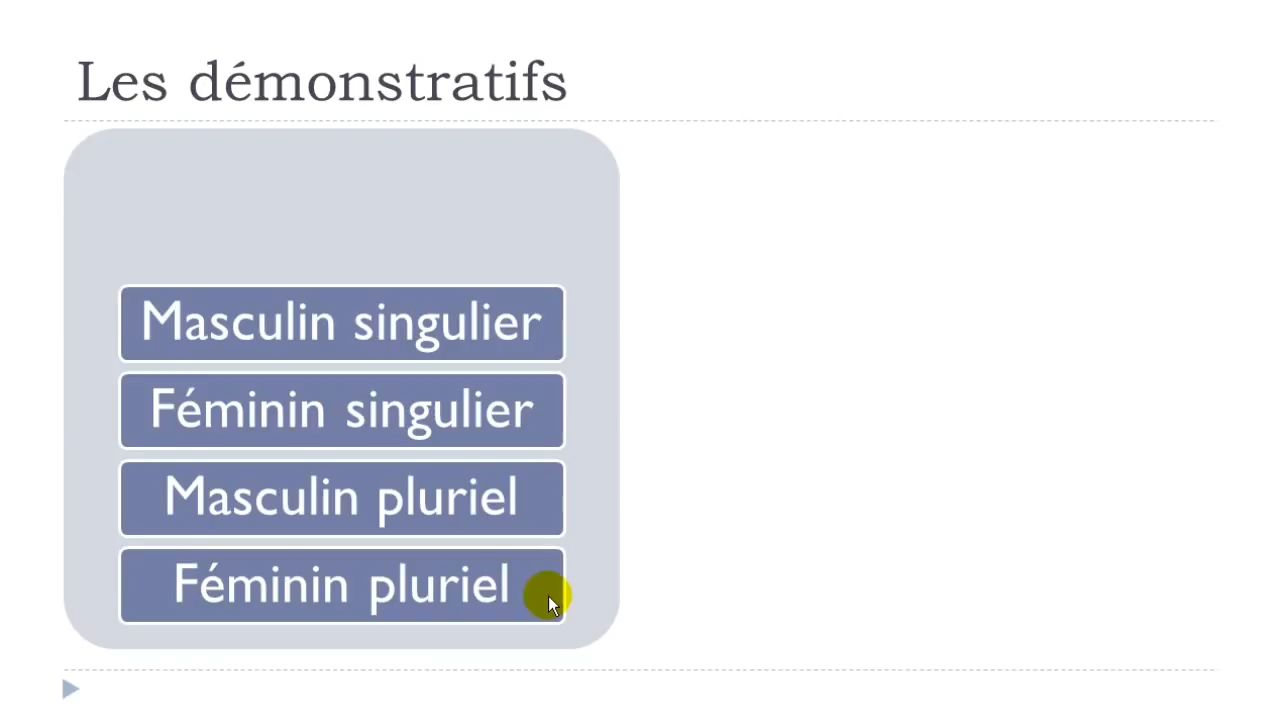 Les démonstratifs
Masculin singulier
Féminin singulier
Masculin pluriel
Féminin pluriel